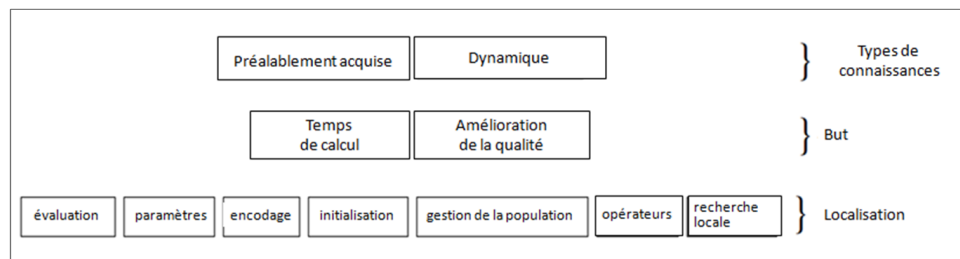 Préalablement acquise
Dynamique
Types de
connaissances
Temps
de calcul
Amélioration
de la qualité
But
évaluation
paramètres
encodage
initialisation
gestion de la population
opérateurs
recherche
locale
Localisation